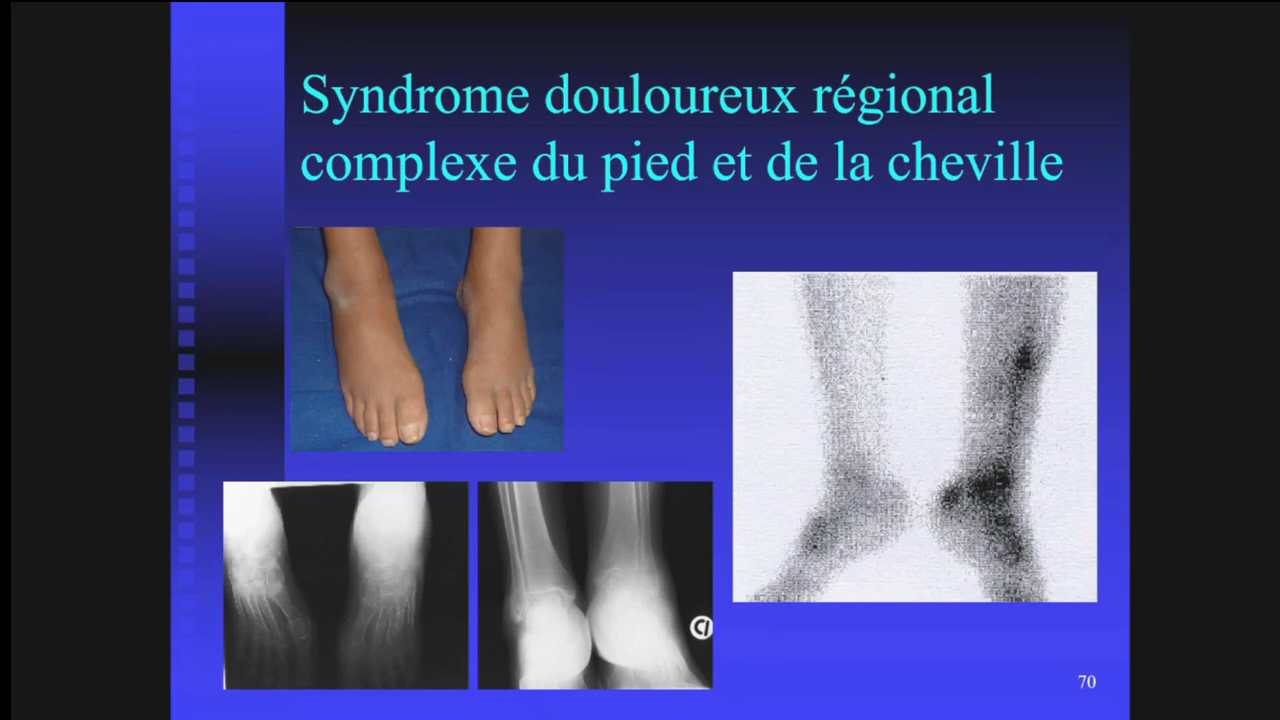 Syndrome douloureux régional
complexe du pied et de la cheville
70